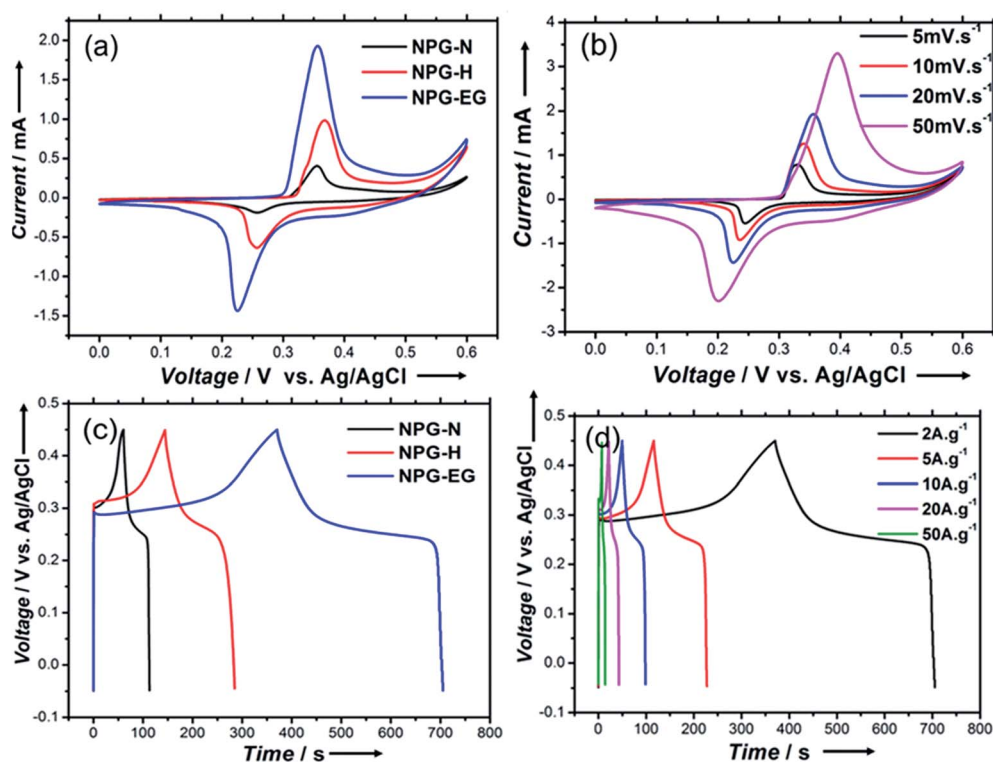 (a)
NPG-N
NPG-H
NPG-EG
2.0
1.5
1.0
0.5
0.0
-0.5
-1.0
-1.5
Current / mA
0.0 0.1 0.2 0.3 0.4 0.5 0.6
Voltage / V vs. Ag/AgCl
(b)
5mV.s⁻¹
10mV.s⁻¹
20mV.s⁻¹
50mV.s⁻¹
4
3
2
1
0
-1
-2
-3
Current / mA
0.0 0.1 0.2 0.3 0.4 0.5 0.6
Voltage / V vs. Ag/AgCl
(c)
NPG-N
NPG-H
NPG-EG
0.5
0.4
0.3
0.2
0.1
0.0
-0.1
Voltage / V vs. Ag/AgCl
0 100 200 300 400 500 600 700 800
Time / s
(d)
2A.g⁻¹
5A.g⁻¹
10A.g⁻¹
20A.g⁻¹
50A.g⁻¹
0.5
0.4
0.3
0.2
0.1
0.0
-0.1
Voltage / V vs. Ag/AgCl
0 100 200 300 400 500 600 700 800
Time / s